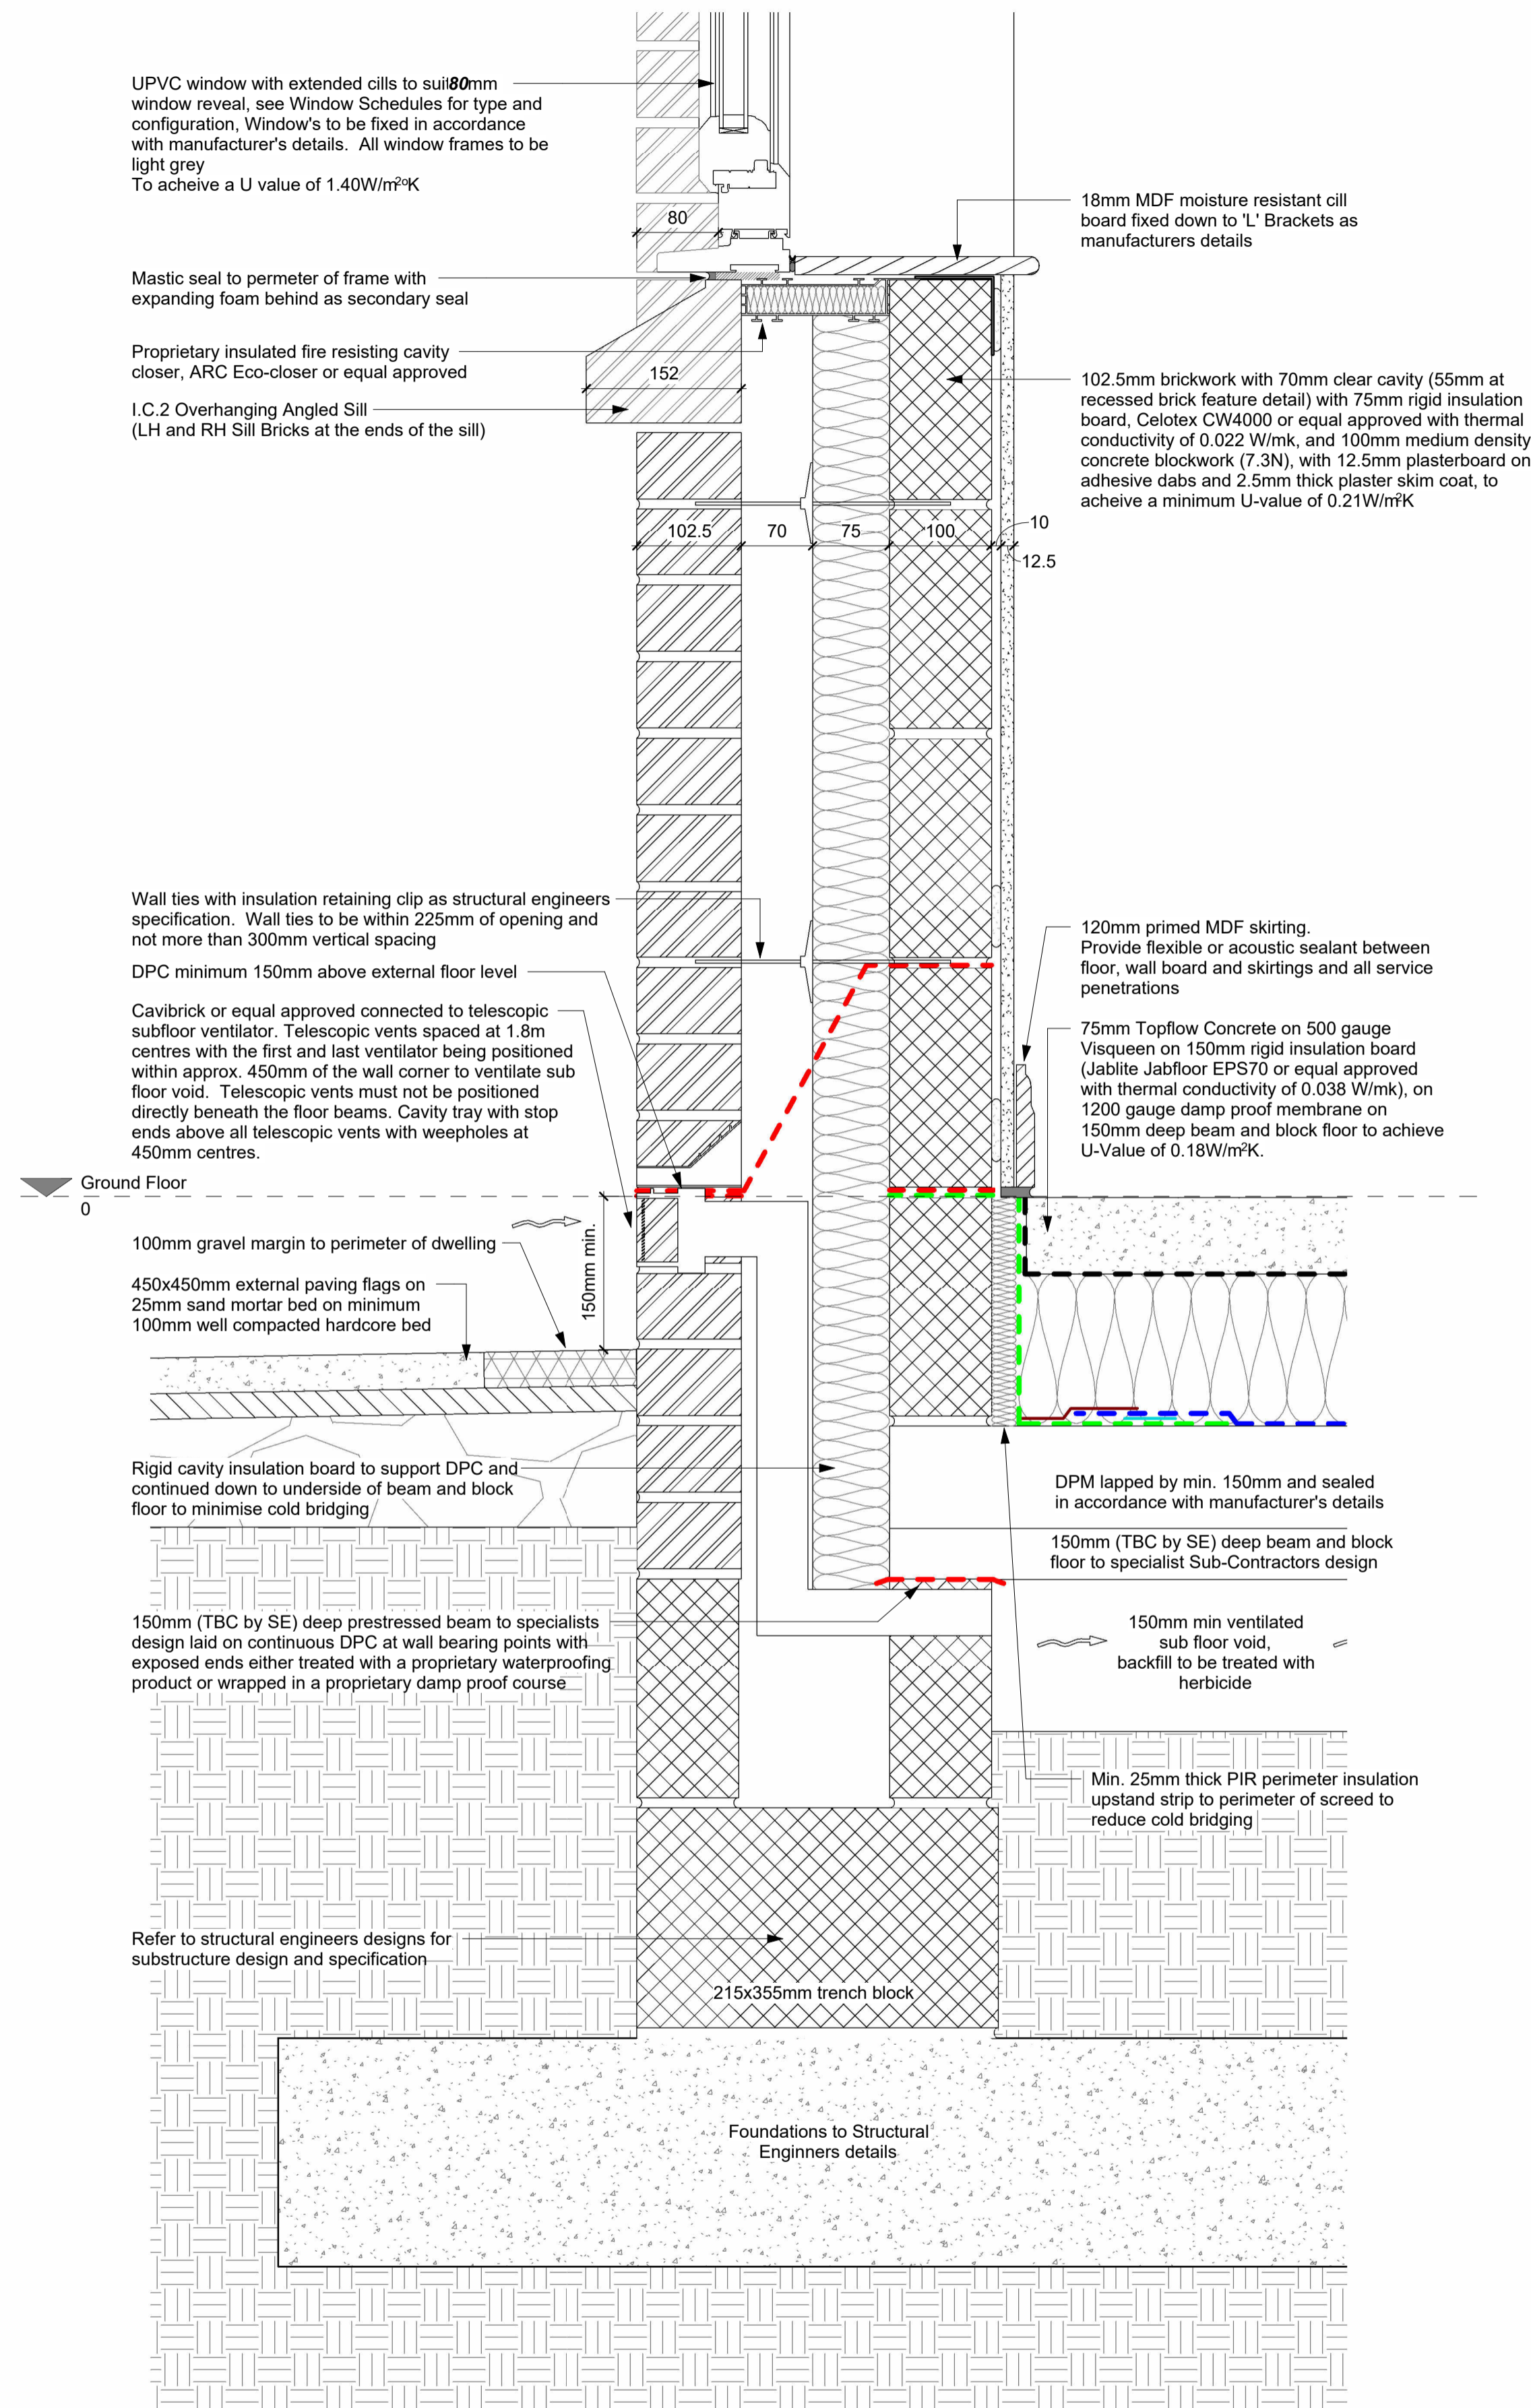 UPVC window with extended cills to suit 80mm
window reveal, see Window Schedules for type and
configuration, Window's to be fixed in accordance
with manufacturer's details.  All window frames to be
light grey
To acheive a U value of 1.40W/m²ºK
80
18mm MDF moisture resistant cill
board fixed down to 'L' Brackets as
manufacturers details
Mastic seal to permeter of frame with
expanding foam behind as secondary seal
Proprietary insulated fire resisting cavity
closer, ARC Eco-closer or equal approved
152
I.C.2 Overhanging Angled Sill
(LH and RH Sill Bricks at the ends of the sill)
102.5mm brickwork with 70mm clear cavity (55mm at
recessed brick feature detail) with 75mm rigid insulation
board, Celotex CW4000 or equal approved with thermal
conductivity of 0.022 W/mk, and 100mm medium density
concrete blockwork (7.3N), with 12.5mm plasterboard on
adhesive dabs and 2.5mm thick plaster skim coat, to
acheive a minimum U-value of 0.21W/m²K
102.5
70
75
100
10
12.5
Wall ties with insulation retaining clip as structural engineers
specification.  Wall ties to be within 225mm of opening and
not more than 300mm vertical spacing
DPC minimum 150mm above external floor level
Cavibrick or equal approved connected to telescopic
subfloor ventilator. Telescopic vents spaced at 1.8m
centres with the first and last ventilator being positioned
within approx. 450mm of the wall corner to ventilate sub
floor void.  Telescopic vents must not be positioned
directly beneath the floor beams. Cavity tray with stop
ends above all telescopic vents with weepholes at
450mm centres.
120mm primed MDF skirting.
Provide flexible or acoustic sealant between
floor, wall board and skirtings and all service
penetrations
75mm Topflow Concrete on 500 gauge
Visqueen on 150mm rigid insulation board
(Jablite Jabfloor EPS70 or equal approved
with thermal conductivity of 0.038 W/mk), on
1200 gauge damp proof membrane on
150mm deep beam and block floor to achieve
U-Value of 0.18W/m²K.
Ground Floor
0
100mm gravel margin to perimeter of dwelling
150mm min.
450x450mm external paving flags on
25mm sand mortar bed on minimum
100mm well compacted hardcore bed
Rigid cavity insulation board to support DPC and
continued down to underside of beam and block
floor to minimise cold bridging
DPM lapped by min. 150mm and sealed
in accordance with manufacturer's details
150mm (TBC by SE) deep beam and block
floor to specialist Sub-Contractors design
150mm (TBC by SE) deep prestressed beam to specialists
design laid on continuous DPC at wall bearing points with
exposed ends either treated with a proprietary waterproofing
product or wrapped in a proprietary damp proof course
150mm min ventilated
sub floor void,
backfill to be treated with
herbicide
Min. 25mm thick PIR perimeter insulation
upstand strip to perimeter of screed to
reduce cold bridging
Refer to structural engineers designs for
substructure design and specification
215x355mm trench block
Foundations to Structural
Enginners details